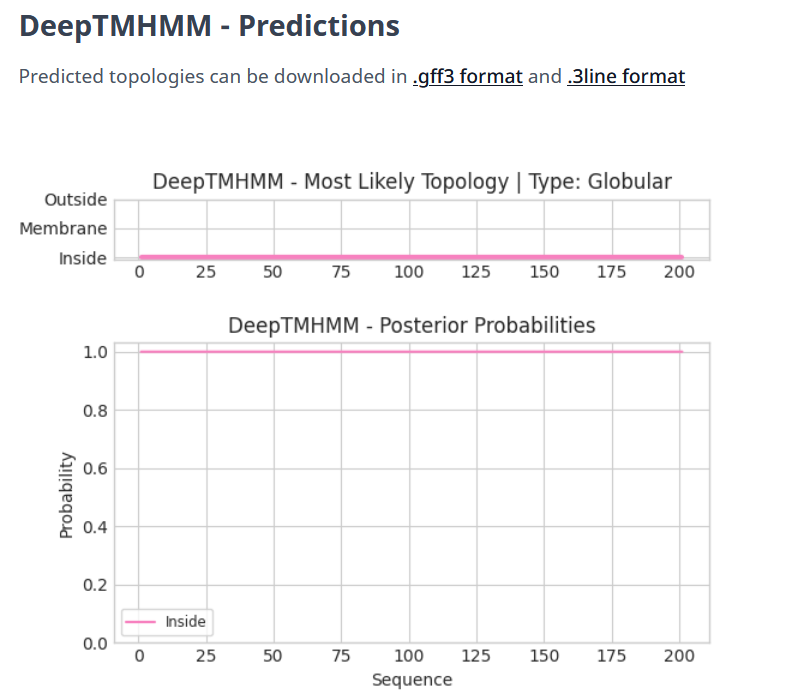 DeepTMHMM - Predictions
Predicted topologies can be downloaded in .gff3 format and .3line format
DeepTMHMM - Most Likely Topology | Type: Globular
Outside
Membrane
Inside
0 25 50 75 100 125 150 175 200
DeepTMHMM - Posterior Probabilities
1.0
0.8
0.6
0.4
0.2
0.0
Probability
Inside
0 25 50 75 100 125 150 175 200
Sequence